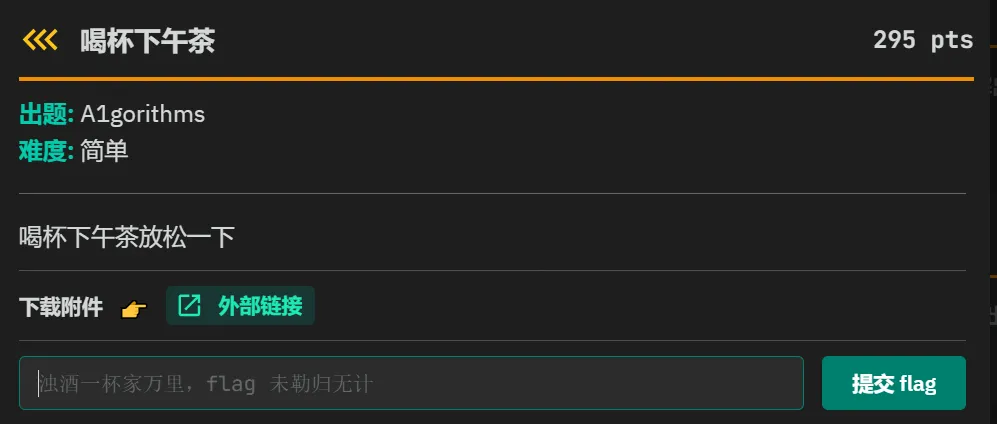 喝杯下午茶 295 pts
出题: A1gorithms
难度: 简单
喝杯下午茶放松一下
下载附件 👉 外部链接
浊酒一杯家万里，flag 未勒归无计 提交 flag